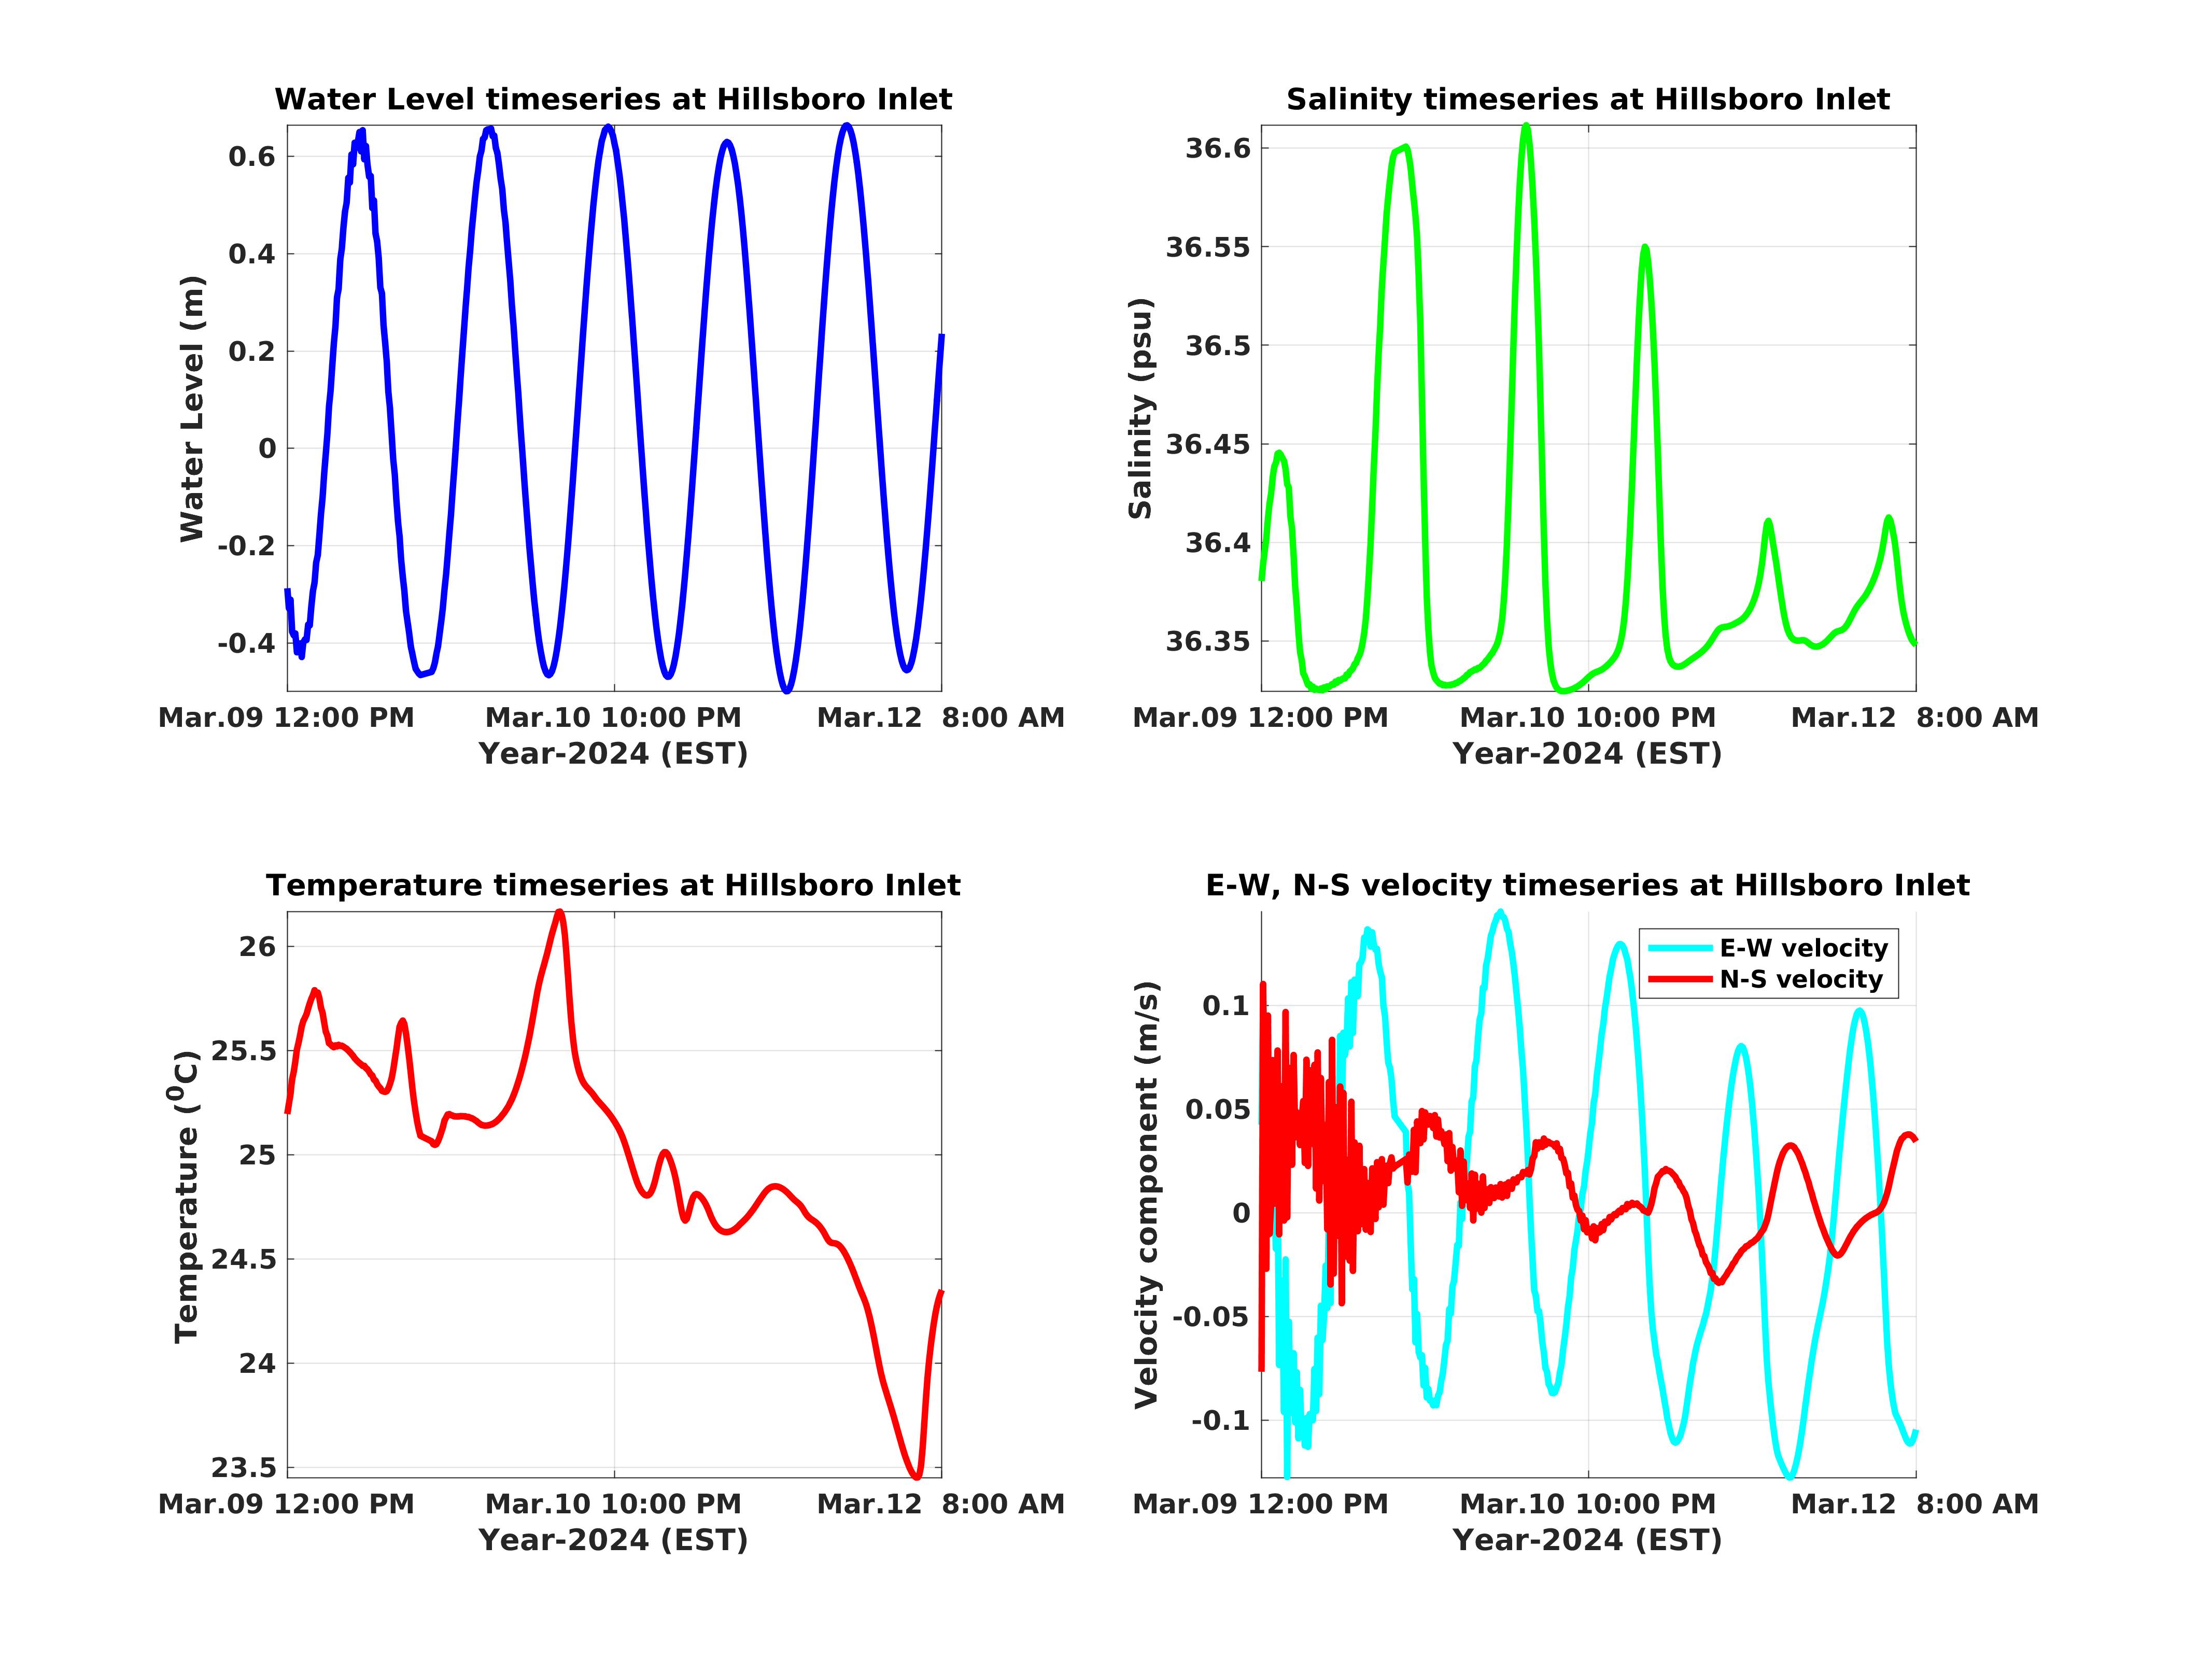 Water Level timeseries at Hillsboro Inlet
0.6
0.4
0.2
0
-0.2
-0.4
Water Level (m)
Mar.09 12:00 PM Mar.10 10:00 PM Mar.12 8:00 AM
Year-2024 (EST)
Salinity timeseries at Hillsboro Inlet
36.6
36.55
36.5
36.45
36.4
36.35
Salinity (psu)
Mar.09 12:00 PM Mar.10 10:00 PM Mar.12 8:00 AM
Year-2024 (EST)
Temperature timeseries at Hillsboro Inlet
26
25.5
25
24.5
24
23.5
Temperature (⁰C)
Mar.09 12:00 PM Mar.10 10:00 PM Mar.12 8:00 AM
Year-2024 (EST)
E-W, N-S velocity timeseries at Hillsboro Inlet
E-W velocity
N-S velocity
0.1
0.05
0
-0.05
-0.1
Velocity component (m/s)
Mar.09 12:00 PM Mar.10 10:00 PM Mar.12 8:00 AM
Year-2024 (EST)